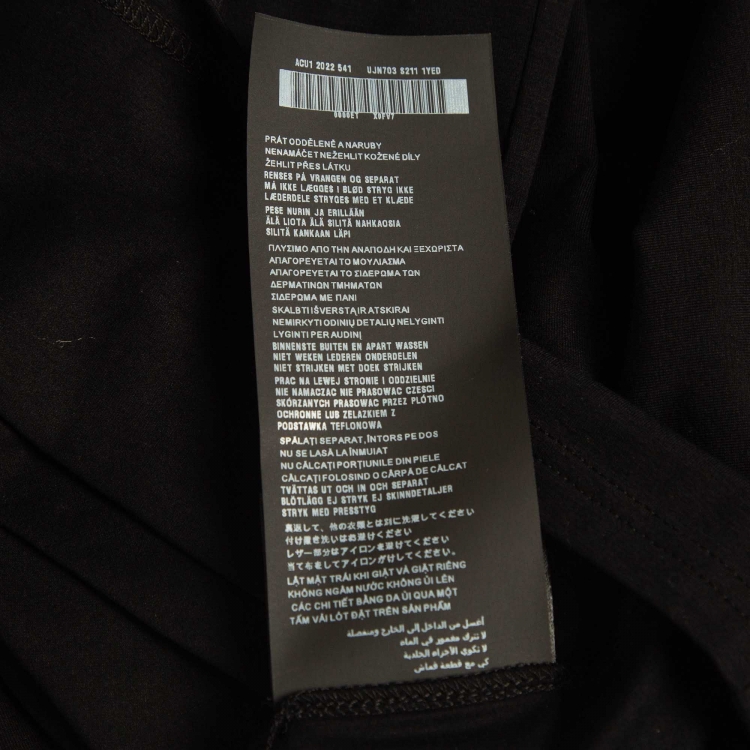 ACU1 2022 541 UJN703 S211 1YED
PRÁT ODDĚLENĚ A NARUBY
NENAMÁČET NEŽEHLIT KOŽENÉ DÍLY
ŽEHLIT PŘES LÁTKU
RENSES PÅ VRANGEN OG SEPARAT
MÅ IKKE LÆGGES I BLØD STRYG IKKE
LÆDERDELE STRYGES MED ET KLÆDE
PESE NURIN JA ERILLÄÄN
ÄLÄ LIOTA ÄLÄ SILITÄ NAHKAOSIA
SILITÄ KANKAAN LÄPI
ΠΛΥΣΙΜΟ ΑΠΟ ΤΗΝ ΑΝΑΠΟΔΗ ΚΑΙ ΞΕΧΩΡΙΣΤΑ
ΑΠΑΓΟΡΕΥΕΤΑΙ ΤΟ ΜΟΥΛΙΑΣΜΑ
ΑΠΑΓΟΡΕΥΕΤΑΙ ΤΟ ΣΙΔΕΡΩΜΑ ΤΩΝ
ΔΕΡΜΑΤΙΝΩΝ ΤΜΗΜΑΤΩΝ
ΣΙΔΕΡΩΜΑ ΜΕ ΠΑΝΙ
SKALBTI IŠVERSTĄ IR ATSKIRAI
NEMIRKYTI ODINIŲ DETALIŲ NELYGINTI
LYGINTI PER AUDINĮ
BINNENSTE BUITEN EN APART WASSEN
NIET WEKEN LEDEREN ONDERDELEN
NIET STRIJKEN MET DOEK STRIJKEN
PRAC NA LEWEJ STRONIE I ODDZIELNIE
NIE NAMACZAC NIE PRASOWAC CZESCI
SKÓRZANYCH PRASOWAC PRZEZ PLÓTNO
OCHRONNE LUB ZELAZKIEM Z
PODSTAWKA TEFLONOWA
SPĂLAȚI SEPARAT, ÎNTORS PE DOS
NU SE LASĂ LA ÎNMUIAT
NU CĂLCAȚI PORȚIUNILE DIN PIELE
CĂLCAȚI FOLOSIND O CÂRPĂ DE CĂLCAT
TVÄTTAS UT OCH IN OCH SEPARAT
BLÖTLÄGG EJ STRYK EJ SKINNDETALJER
STRYK MED PRESSTYG
裏返して、他の衣類とは別に洗濯してください
付け置き洗いはお避けください
レザー部分はアイロンを避けてください
当て布をしてアイロンがけしてください。
LẬT MẶT TRÁI KHI GIẶT VÀ GIẶT RIÊNG
KHÔNG NGÂM NƯỚC KHÔNG ỦI LÊN
CÁC CHI TIẾT BẰNG DA ỦI QUA MỘT
TẤM VẢI LÓT ĐẶT TRÊN SẢN PHẨM
أغسل من الداخل إلى الخارج ومنفصلة
لا تترك مغمور في الماء
لا تكوي الأجزاء الجلدية
كي مع قطعة قماش